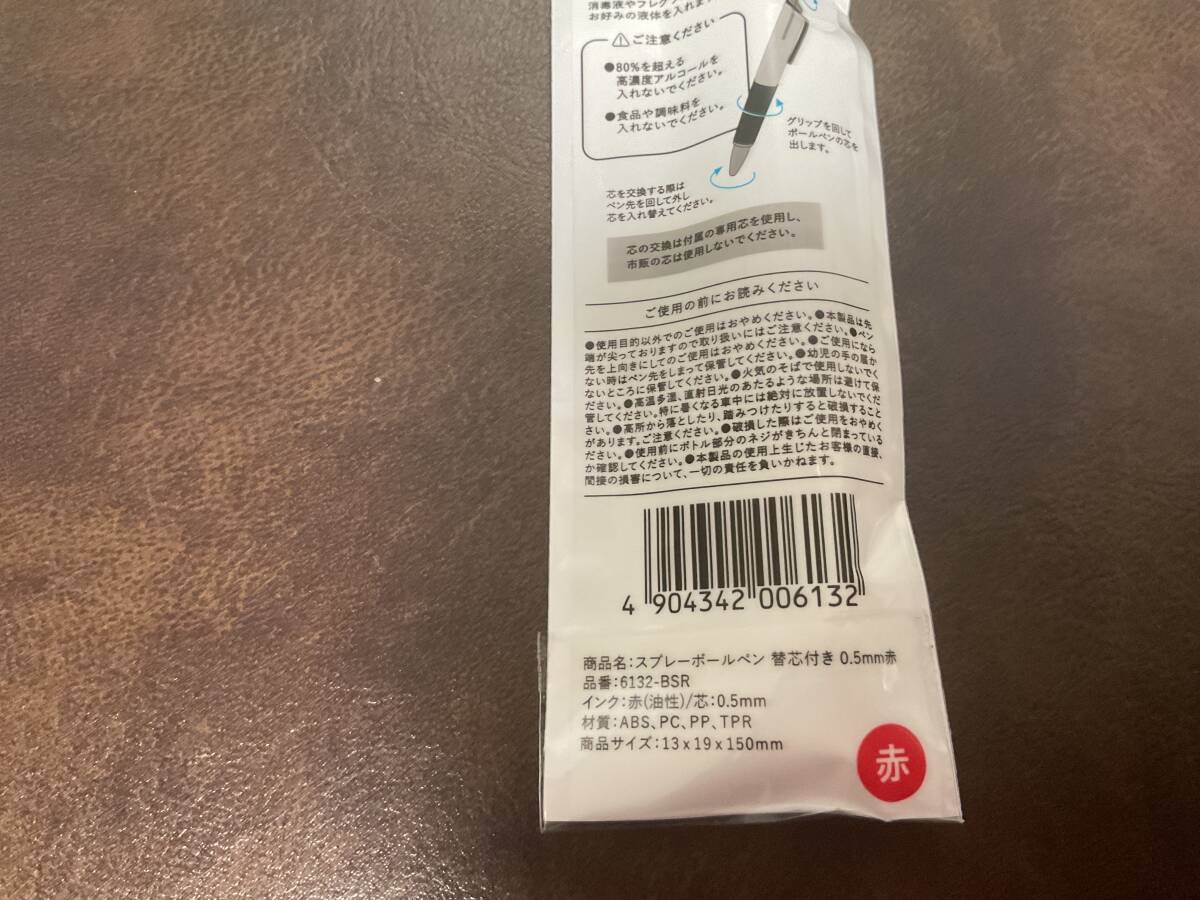 消毒液やフレグ
お好みの液体を入れま
⚠ご注意ください
●80%を超える
高濃度アルコールを
入れないでください。
●食品や調味料を
入れないでください。
グリップを回して
ボールペンの芯を
出します。
芯を交換する際は
ペン先を回して外し
芯を入れ替えてください。
芯の交換は付属の専用芯を使用し、
市販の芯は使用しないでください。
ご使用の前にお読みください
●使用目的以外でのご使用はおやめください。●本製品は先
端が尖っておりますので取り扱いにはご注意ください。●ペン
先を上向きにしてのご使用はおやめください。●ご使用になら
ない時はペン先をしまって保管してください。●幼児の手の届か
ないところに保管してください。●火気のそばで使用しないでく
ださい。●高温多湿、直射日光のあたるような場所は避けて保
管してください。特に暑くなる車中には絶対に放置しないでくだ
さい。●高所から落としたり、踏みつけたりすると破損すること
があります。ご注意ください。●破損した際はご使用をおやめく
ださい。●使用前にボトル部分のネジがきちんと閉まっている
か確認してください。●本製品の使用上生じたお客様の直接、
間接の損害について、一切の責任を負いかねます。
4 904342 006132
商品名:スプレーボールペン 替芯付き 0.5mm赤
品番:6132-BSR
インク:赤(油性)/芯:0.5mm
材質:ABS、PC、PP、TPR
商品サイズ:13x19x150mm
赤